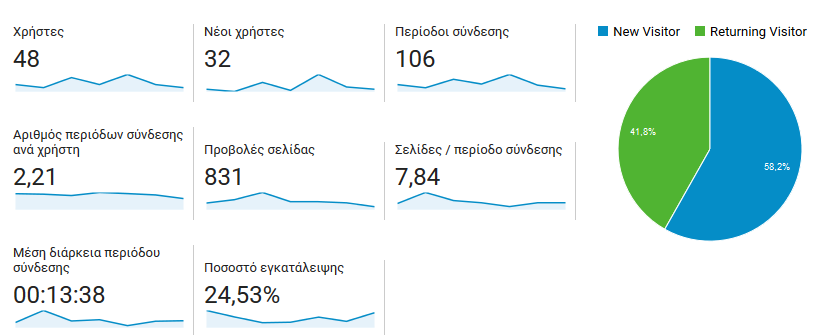 Χρήστες
48
Νέοι χρήστες
32
Περίοδοι σύνδεσης
106
Αριθμός περιόδων σύνδεσης
ανά χρήστη
2,21
Προβολές σελίδας
831
Σελίδες / περίοδο σύνδεσης
7,84
Μέση διάρκεια περιόδου
σύνδεσης
00:13:38
Ποσοστό εγκατάλειψης
24,53%
New Visitor
Returning Visitor
41,8%
58,2%